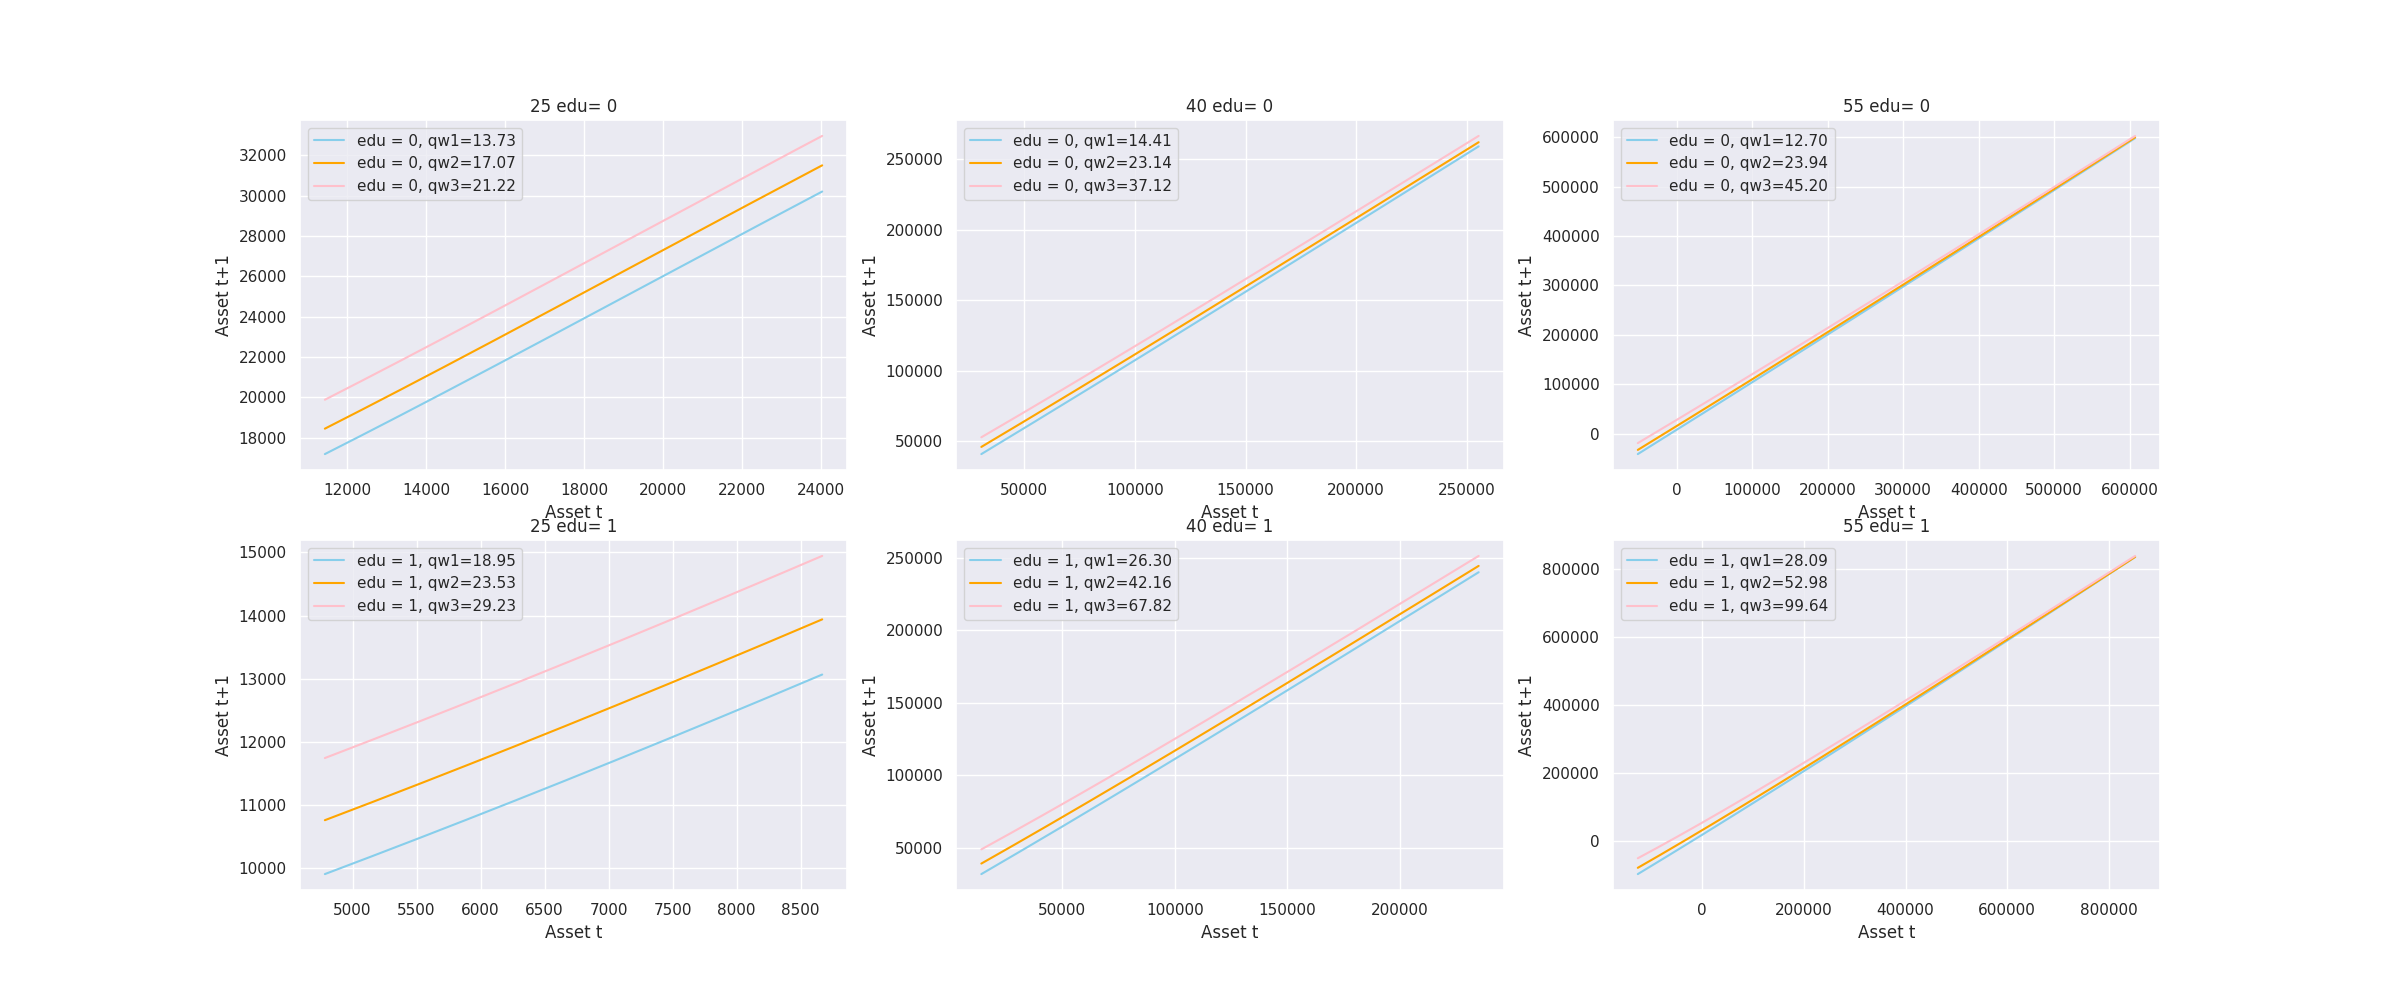 25 edu= 0
edu = 0, qw1=13.73
edu = 0, qw2=17.07
edu = 0, qw3=21.22
32000
30000
28000
26000
24000
22000
20000
18000
Asset t+1
12000 14000 16000 18000 20000 22000 24000
Asset t
40 edu= 0
edu = 0, qw1=14.41
edu = 0, qw2=23.14
edu = 0, qw3=37.12
250000
200000
150000
100000
50000
Asset t+1
50000 100000 150000 200000 250000
Asset t
55 edu= 0
edu = 0, qw1=12.70
edu = 0, qw2=23.94
edu = 0, qw3=45.20
600000
500000
400000
300000
200000
100000
0
Asset t+1
0 100000 200000 300000 400000 500000 600000
Asset t
25 edu= 1
edu = 1, qw1=18.95
edu = 1, qw2=23.53
edu = 1, qw3=29.23
15000
14000
13000
12000
11000
10000
Asset t+1
5000 5500 6000 6500 7000 7500 8000 8500
Asset t
40 edu= 1
edu = 1, qw1=26.30
edu = 1, qw2=42.16
edu = 1, qw3=67.82
250000
200000
150000
100000
50000
Asset t+1
50000 100000 150000 200000
Asset t
55 edu= 1
edu = 1, qw1=28.09
edu = 1, qw2=52.98
edu = 1, qw3=99.64
800000
600000
400000
200000
0
Asset t+1
0 200000 400000 600000 800000
Asset t